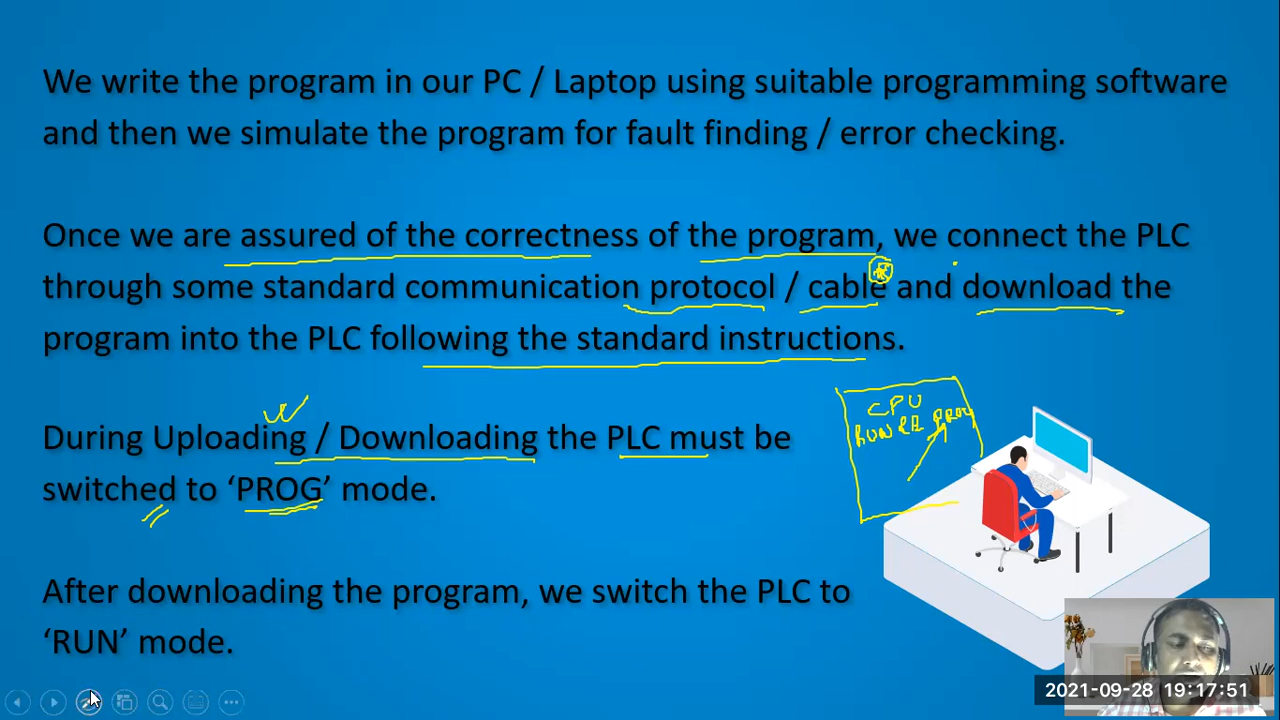 We write the program in our PC / Laptop using suitable programming software
and then we simulate the program for fault finding / error checking.
Once we are assured of the correctness of the program, we connect the PLC
through some standard communication protocol / cable and download the
program into the PLC following the standard instructions.
During Uploading / Downloading the PLC must be
switched to ‘PROG’ mode.
CPU
RUN RE PROG
After downloading the program, we switch the PLC to
‘RUN’ mode.
2021-09-28 19:17:51